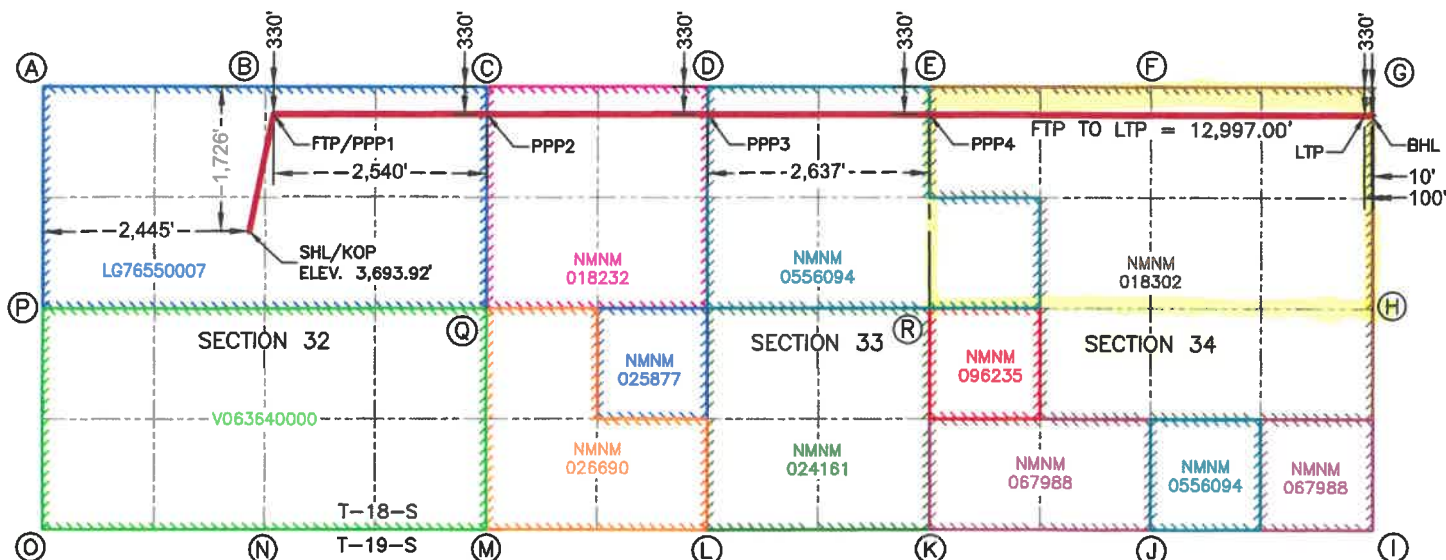 330' 330' 330' 330' 330'
A B C D E F G
1,726'
FTP/PPP1 PPP2 PPP3 PPP4 FTP TO LTP = 12,997.00' LTP BHL
2,540' 2,637' 10'
100'
2,445'
SHL/KOP
ELEV. 3,693.92'
LG76550007
NMNM
018232
NMNM
0556094
NMNM
018302
P Q R H
SECTION 32 SECTION 33 SECTION 34
NMNM
025877
NMNM
096235
V063640000
NMNM
026690
NMNM
024161
NMNM
067988
NMNM
0556094
NMNM
067988
T-18-S
T-19-S
O N M L K J I